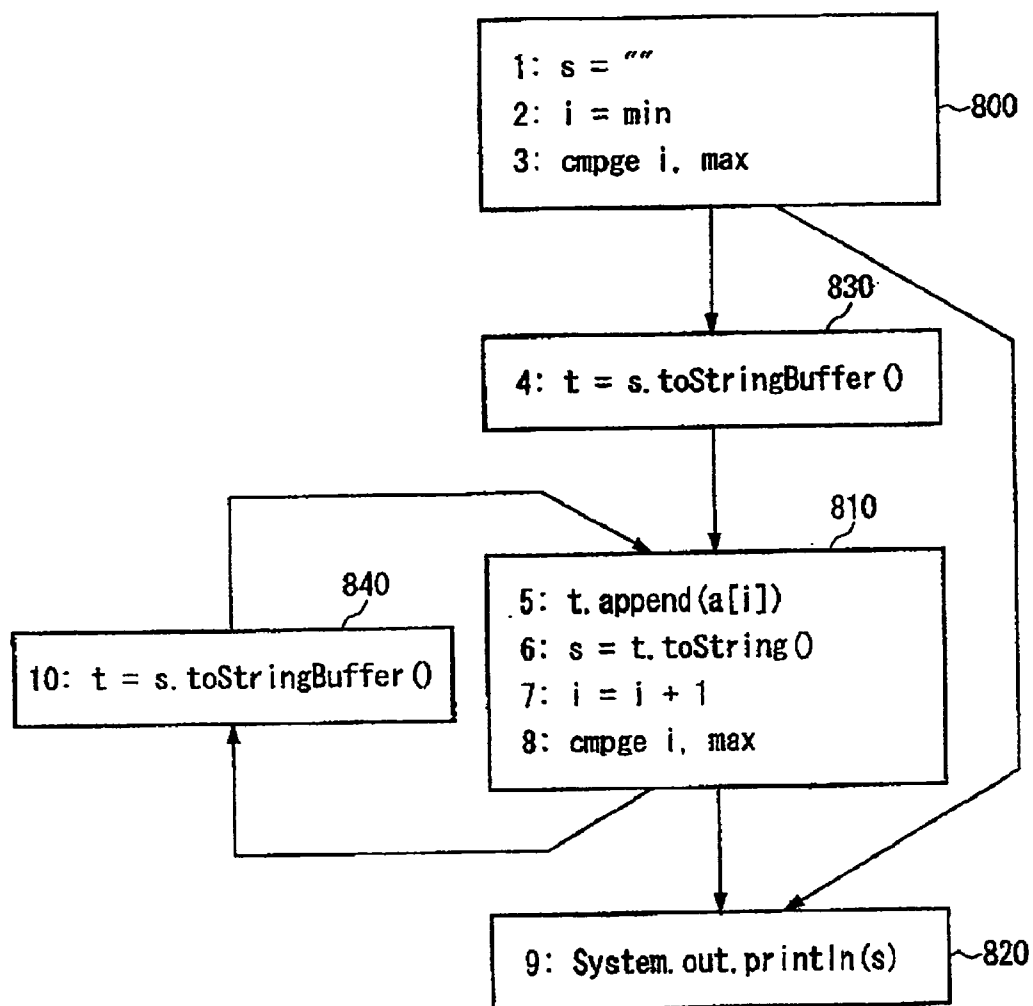 1: s = ""
2: i = min
3: cmpge i, max
800
830
4: t = s.toStringBuffer()
810
840
5: t.append(a[i])
6: s = t.toString()
7: i = i + 1
8: cmpge i, max
10: t = s.toStringBuffer()
9: System.out.println(s)
820